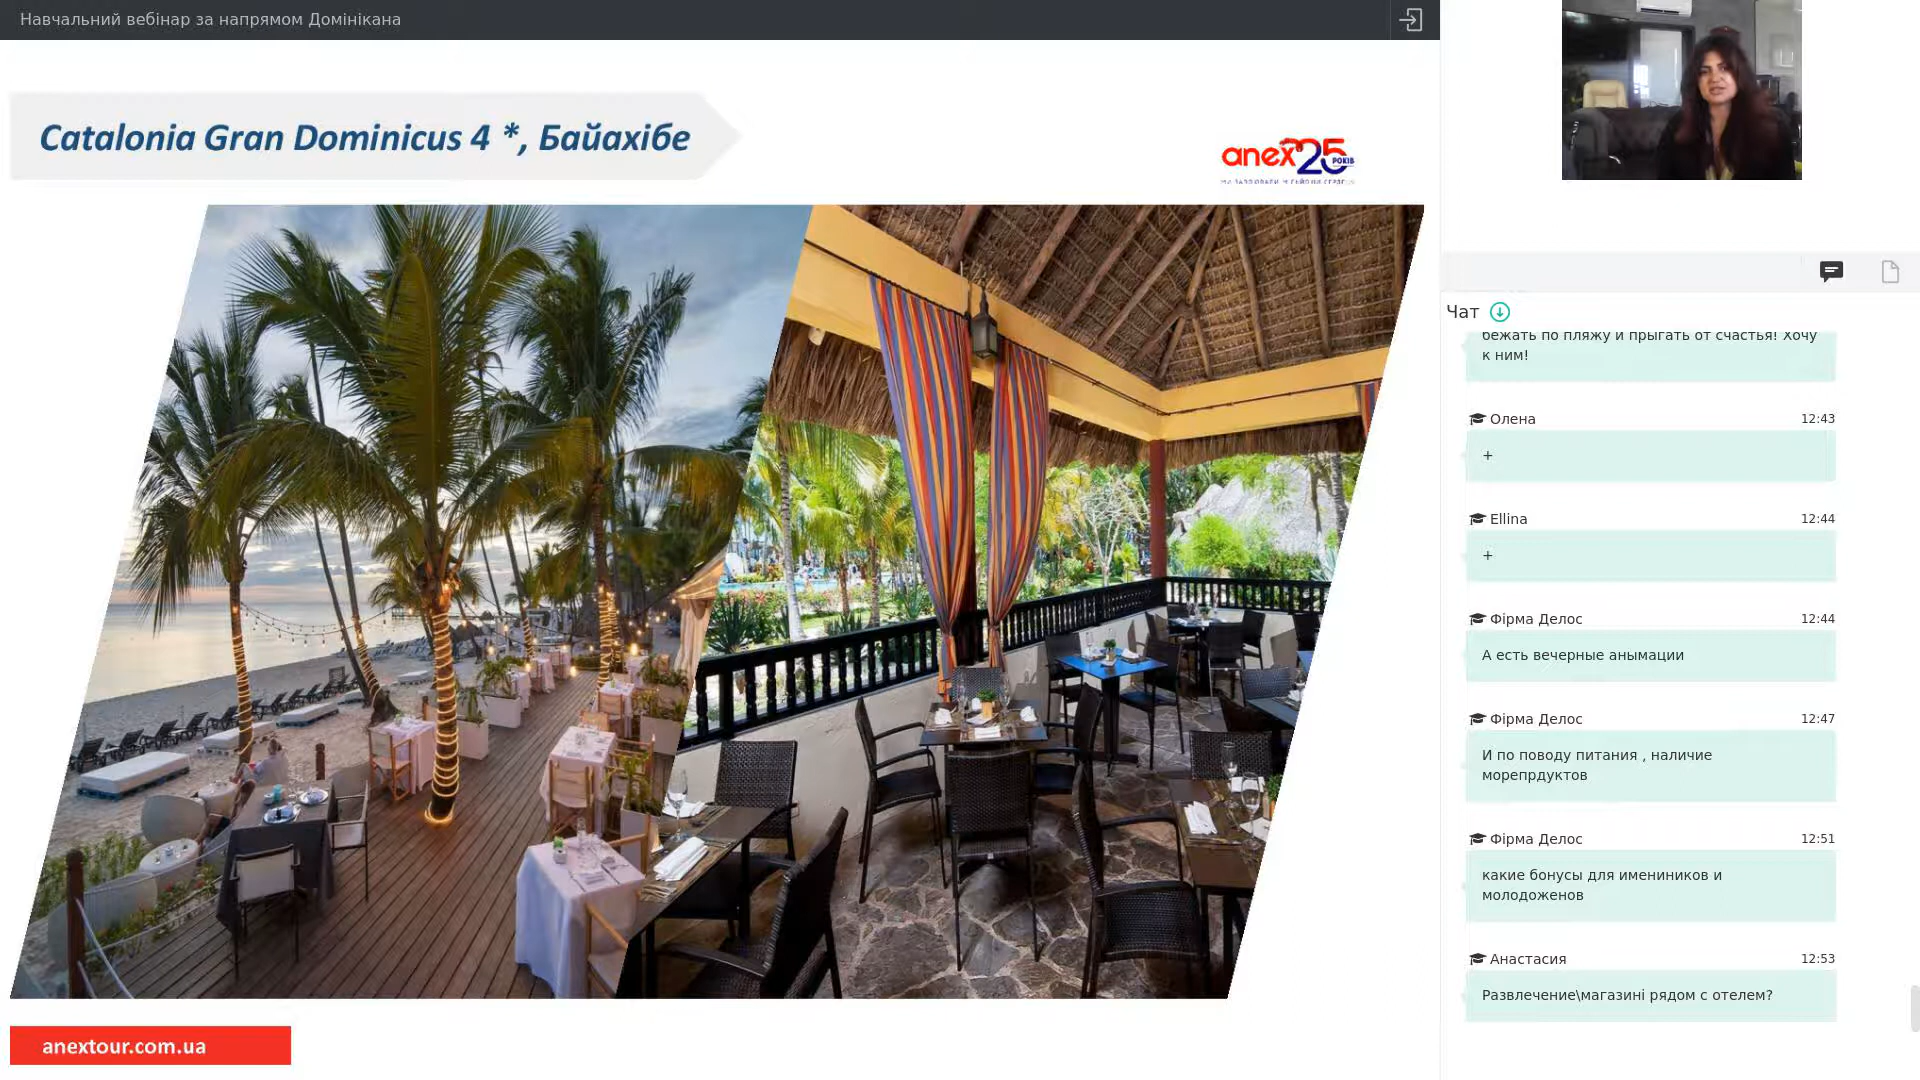 Навчальний вебінар за напрямом Домінікана
Catalonia Gran Dominicus 4 *, Байахібе
anex 25 РОКІВ
anextour.com.ua
Чат
бежать по пляжу и прыгать от счастья! Хочу
к ним!
Олена 12:43
+
Ellina 12:44
+
Фірма Делос 12:44
А есть вечерные анымации
Фірма Делос 12:47
И по поводу питания , наличие
морепрдуктов
Фірма Делос 12:51
какие бонусы для имениников и
молодоженов
Анастасия 12:53
Развлечение\магазині рядом с отелем?